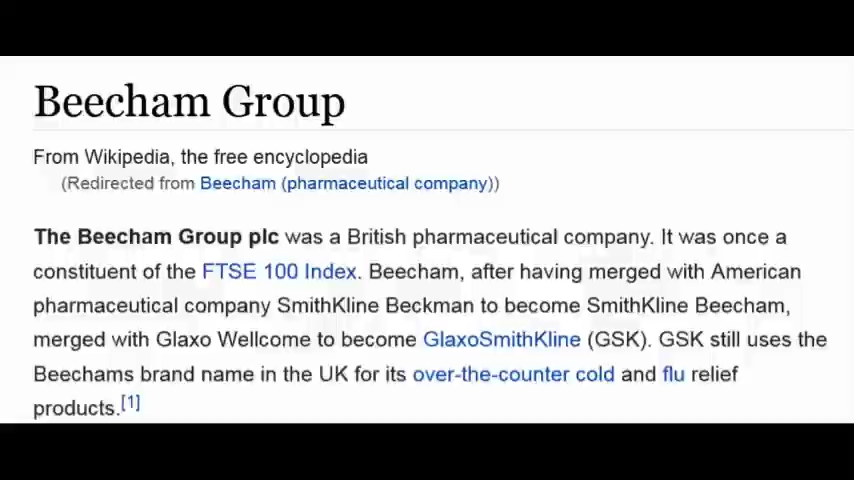 Beecham Group
From Wikipedia, the free encyclopedia
(Redirected from Beecham (pharmaceutical company))
The Beecham Group plc was a British pharmaceutical company. It was once a
constituent of the FTSE 100 Index. Beecham, after having merged with American
pharmaceutical company SmithKline Beckman to become SmithKline Beecham,
merged with Glaxo Wellcome to become GlaxoSmithKline (GSK). GSK still uses the
Beechams brand name in the UK for its over-the-counter cold and flu relief
products.[1]